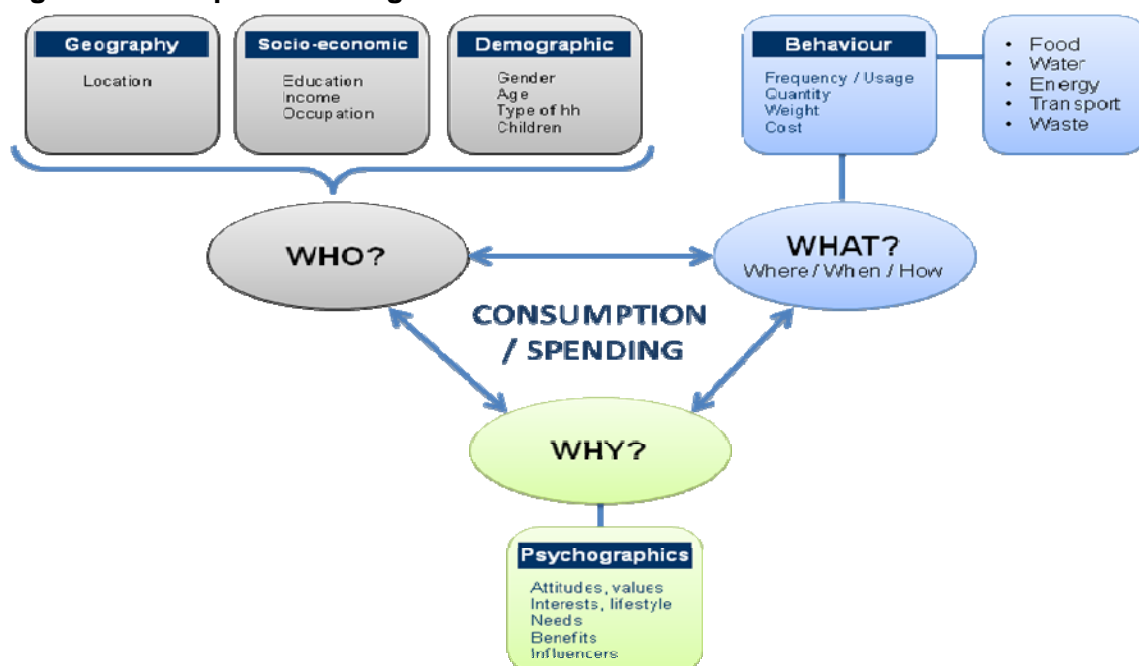 Geography
Location
Socio-economic
Education
Income
Occupation
Demographic
Gender
Age
Type of hh
Children
Behaviour
Frequency / Usage
Quantity
Weight
Cost
• Food
• Water
• Energy
• Transport
• Waste
WHO?
WHAT?
Where / When / How
CONSUMPTION
/ SPENDING
WHY?
Psychographics
Attitudes, values
Interests, lifestyle
Needs
Benefits
Influencers